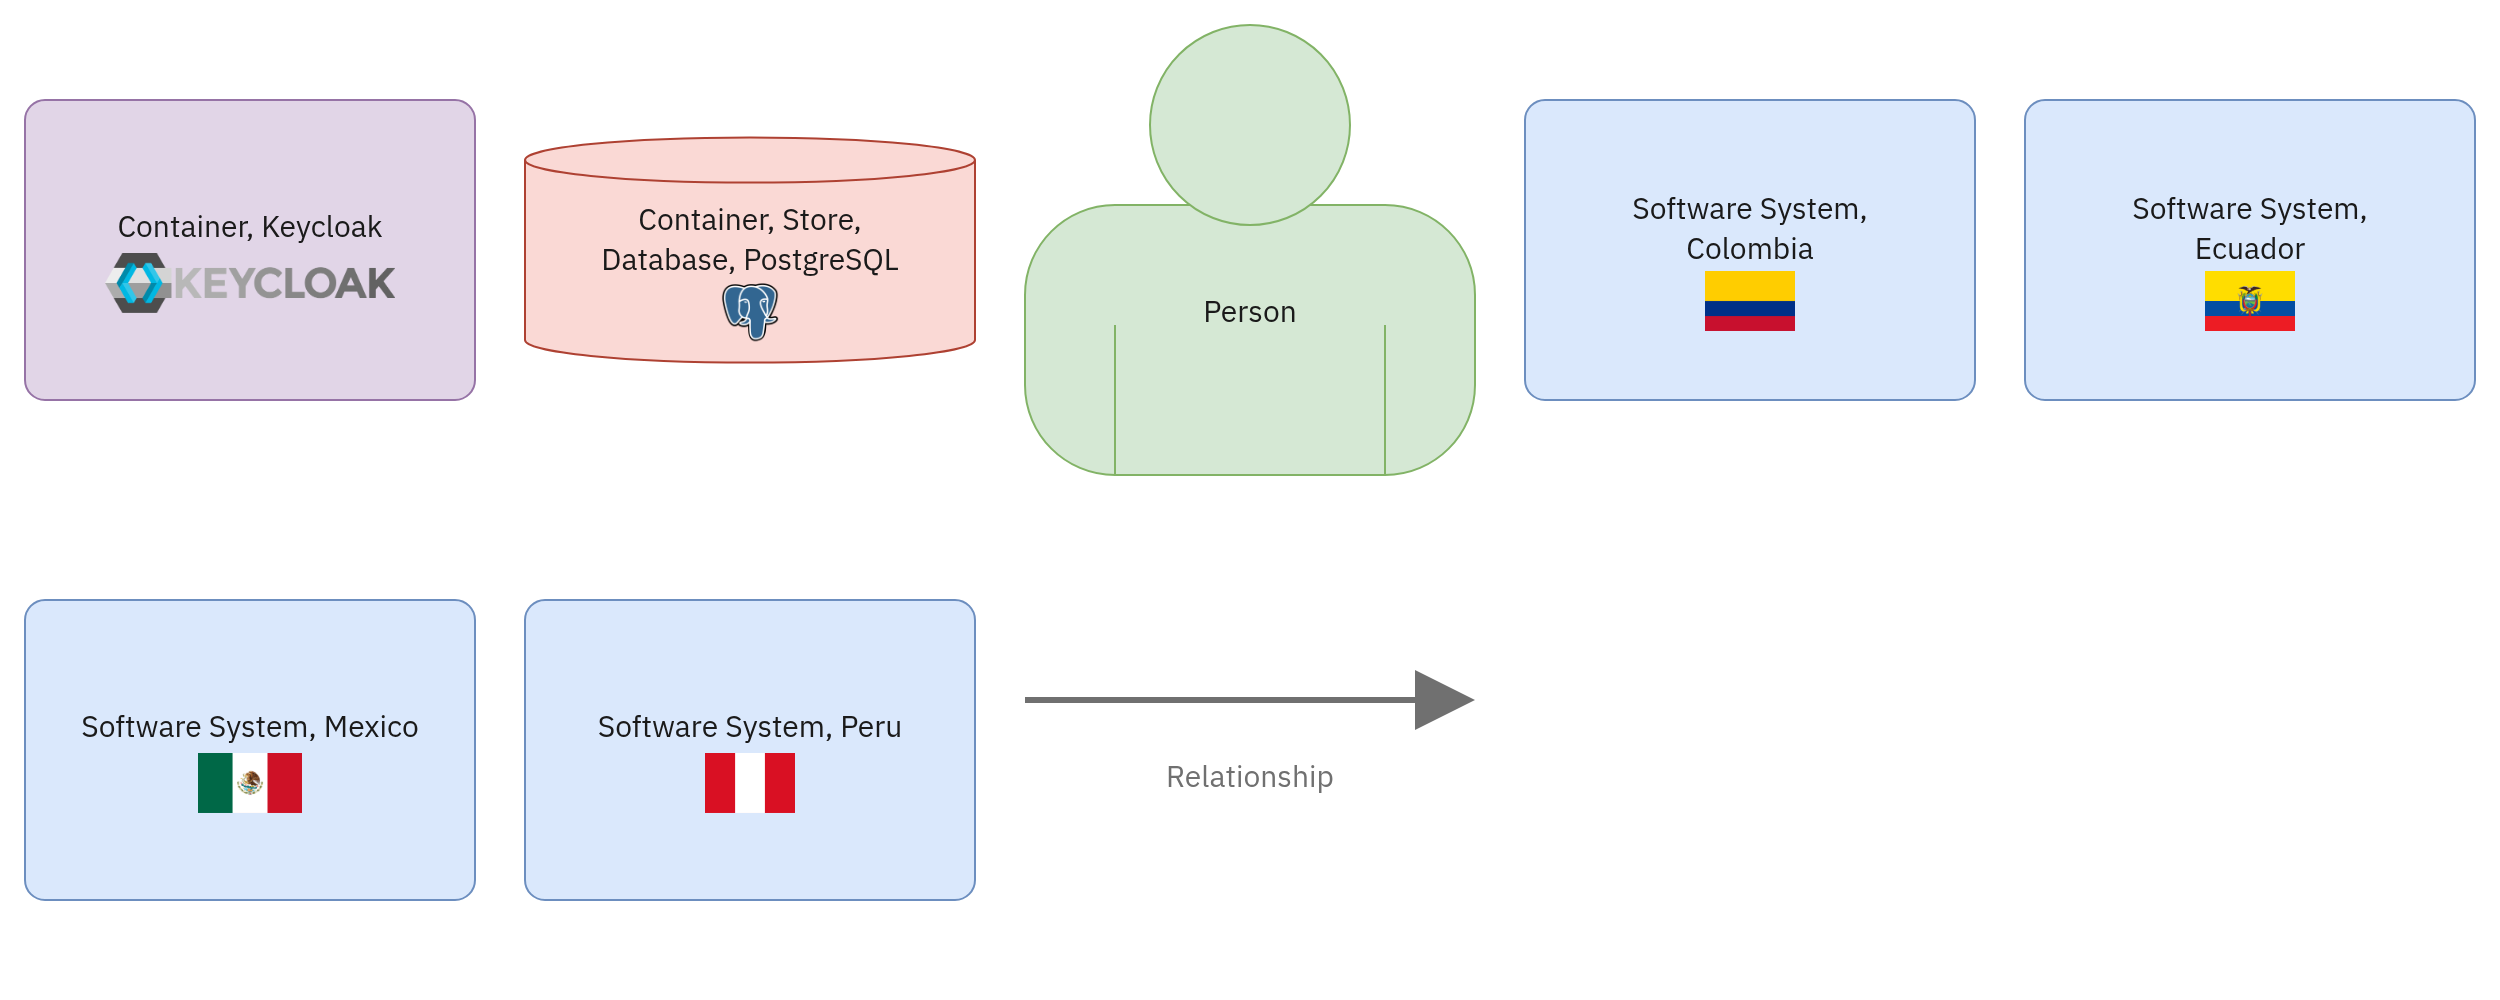 Container, Keycloak
KEYCLOAK
Container, Store,
Database, PostgreSQL
Person
Software System,
Colombia
Software System,
Ecuador
Software System, Mexico
Software System, Peru
Relationship